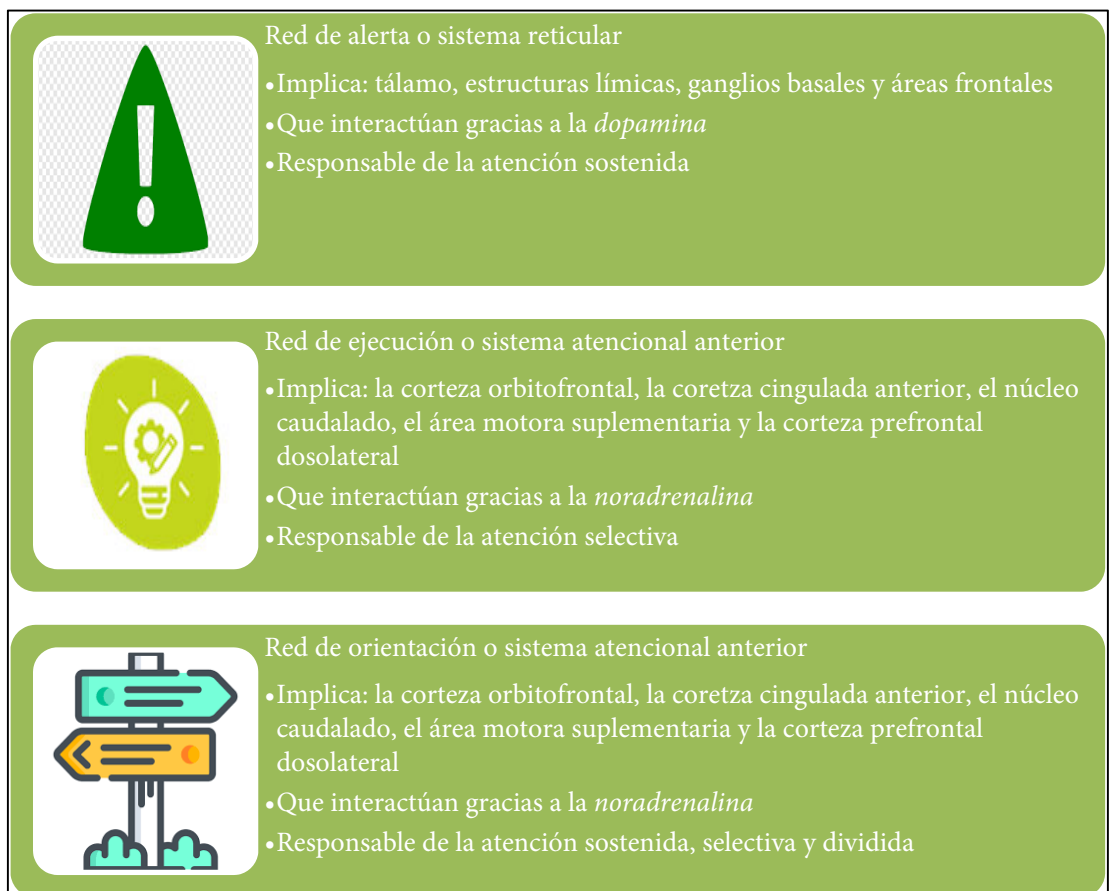 Red de alerta o sistema reticular
•Implica: tálamo, estructuras límicas, ganglios basales y áreas frontales
•Que interactúan gracias a la dopamina
•Responsable de la atención sostenida
Red de ejecución o sistema atencional anterior
•Implica: la corteza orbitofrontal, la coretza cingulada anterior, el núcleo
caudalado, el área motora suplementaria y la corteza prefrontal
dosolateral
•Que interactúan gracias a la noradrenalina
•Responsable de la atención selectiva
Red de orientación o sistema atencional anterior
•Implica: la corteza orbitofrontal, la coretza cingulada anterior, el núcleo
caudalado, el área motora suplementaria y la corteza prefrontal
dosolateral
•Que interactúan gracias a la noradrenalina
•Responsable de la atención sostenida, selectiva y dividida